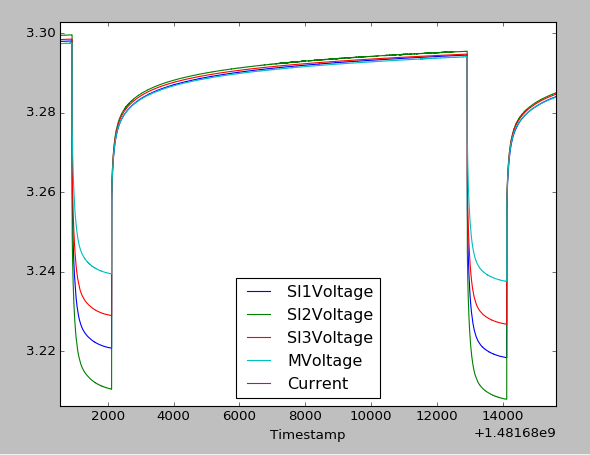 3.30
3.28
3.26
3.24
3.22
SI1Voltage
SI2Voltage
SI3Voltage
MVoltage
Current
2000 4000 6000 8000 10000 12000 14000
Timestamp +1.48168e9